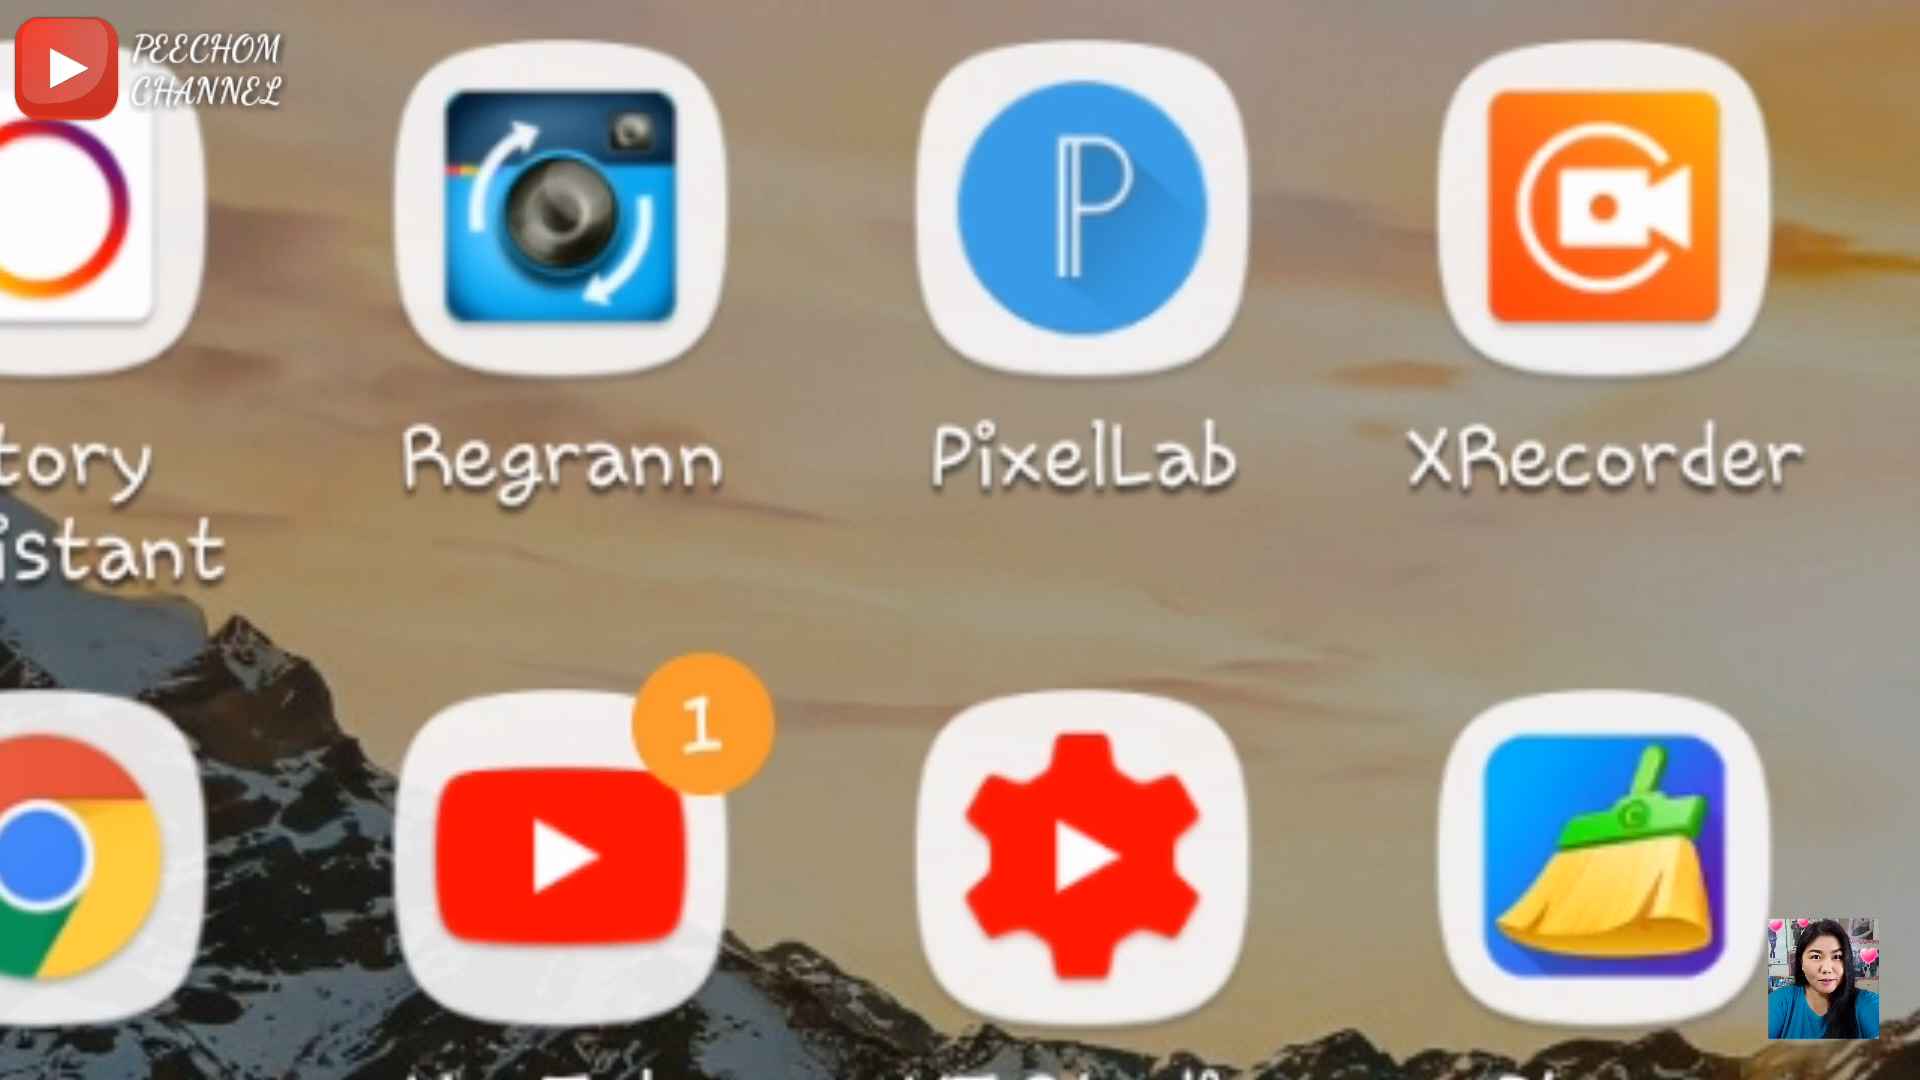 PEECHOM
CHANNEL
Regrann
PixelLab
XRecorder
tory
istant
1